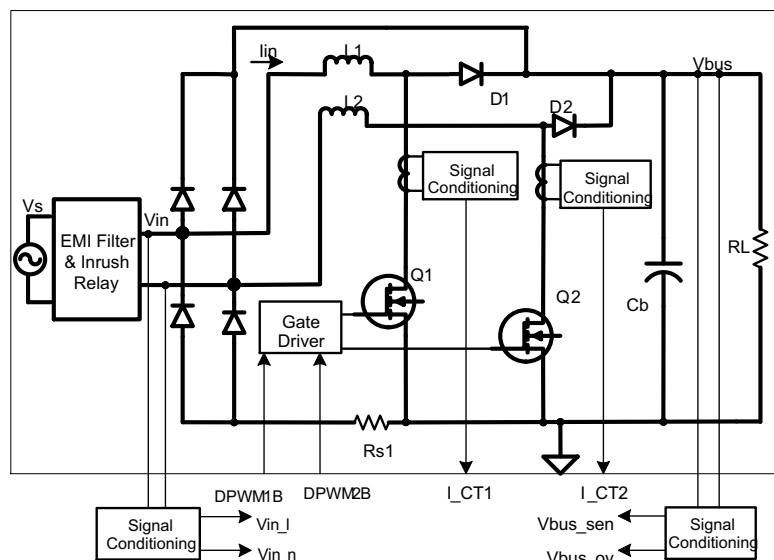 Iin
L1
Vbus
D1
L2
D2
Signal
Conditioning
Signal
Conditioning
Vs
Vin
EMI Filter
& Inrush
Relay
RL
Q1
Q2
Cb
Gate
Driver
Rs1
DPWM1B
DPWM2B
I_CT1
I_CT2
Signal
Conditioning
Vin_l
Vin_n
Vbus_sen
Vbus_ov
Signal
Conditioning